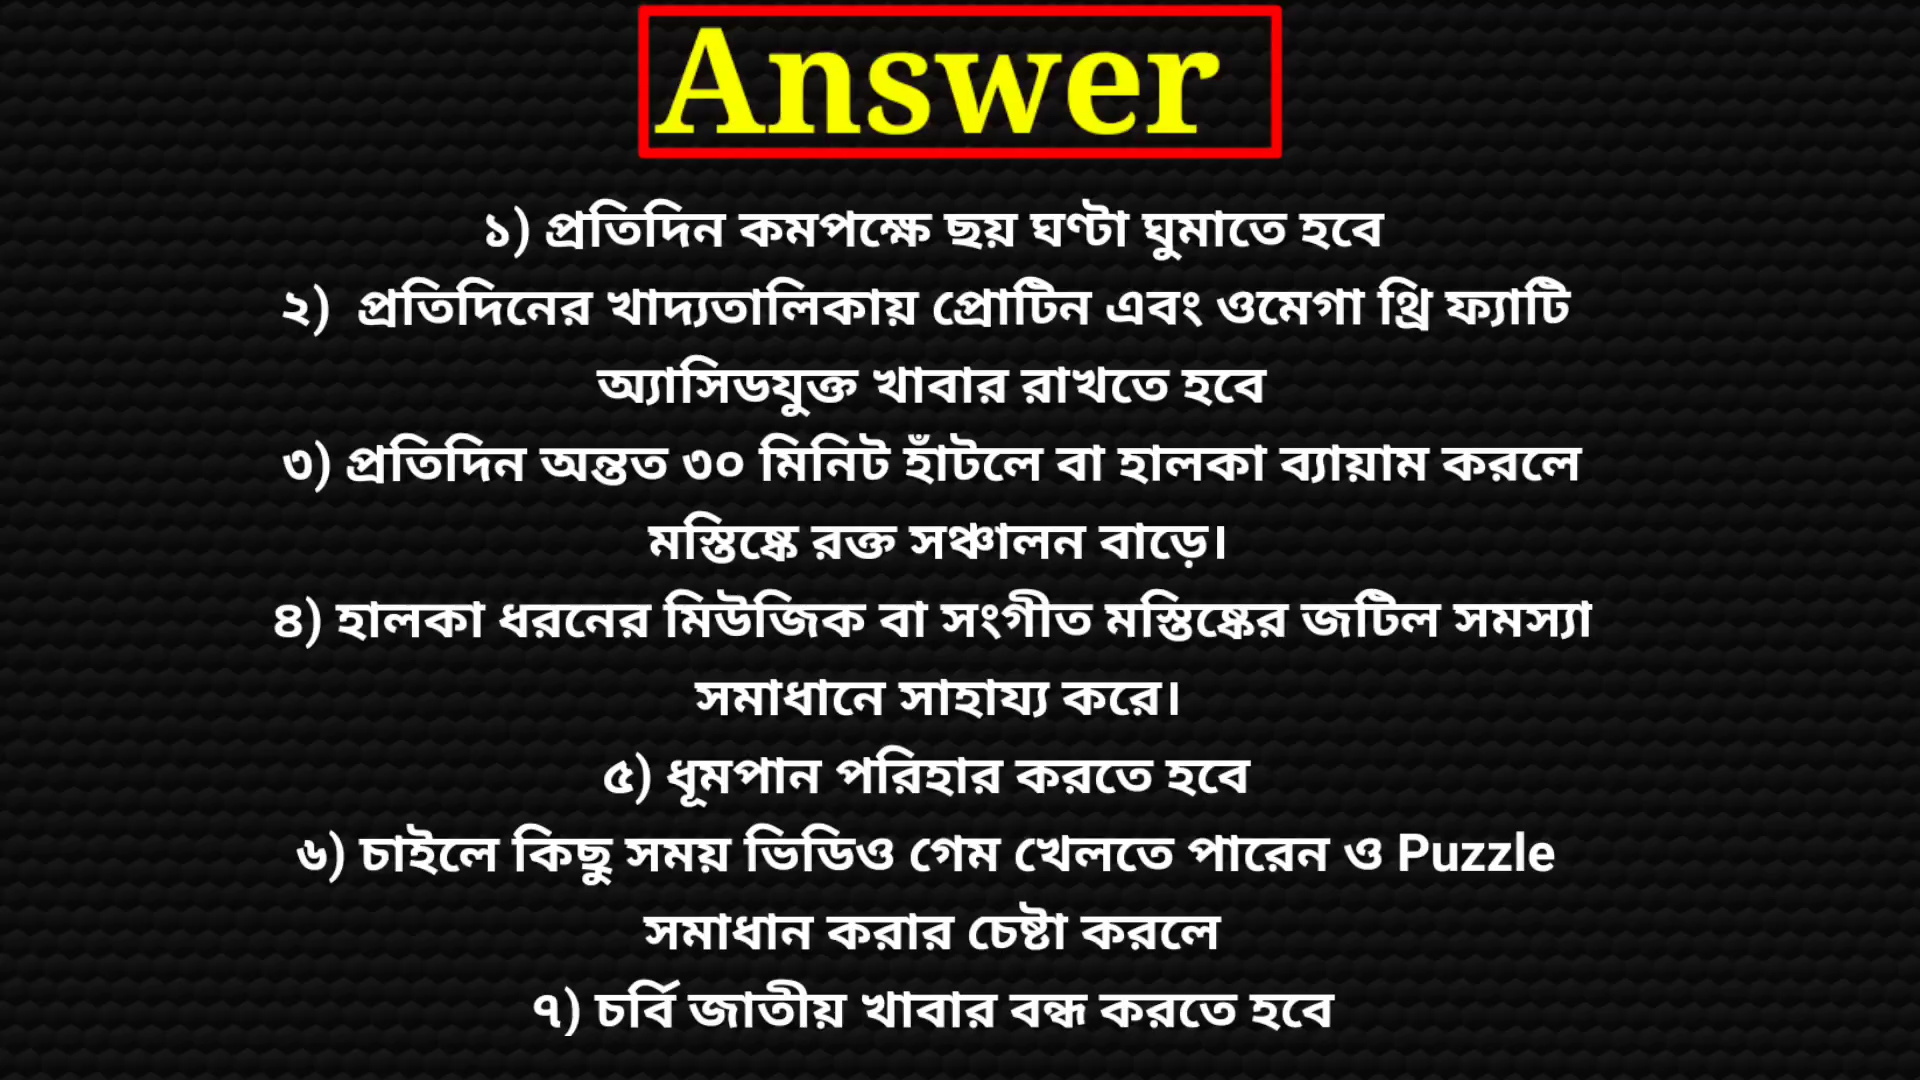 Answer
১) প্রতিদিন কমপক্ষে ছয় ঘণ্টা ঘুমাতে হবে
২) প্রতিদিনের খাদ্যতালিকায় প্রোটিন এবং ওমেগা থ্রি ফ্যাটি
অ্যাসিডযুক্ত খাবার রাখতে হবে
৩) প্রতিদিন অন্তত ৩০ মিনিট হাঁটলে বা হালকা ব্যায়াম করলে
মস্তিষ্কে রক্ত সঞ্চালন বাড়ে।
৪) হালকা ধরনের মিউজিক বা সংগীত মস্তিষ্কের জটিল সমস্যা
সমাধানে সাহায্য করে।
৫) ধূমপান পরিহার করতে হবে
৬) চাইলে কিছু সময় ভিডিও গেম খেলতে পারেন ও Puzzle
সমাধান করার চেষ্টা করলে
৭) চর্বি জাতীয় খাবার বন্ধ করতে হবে